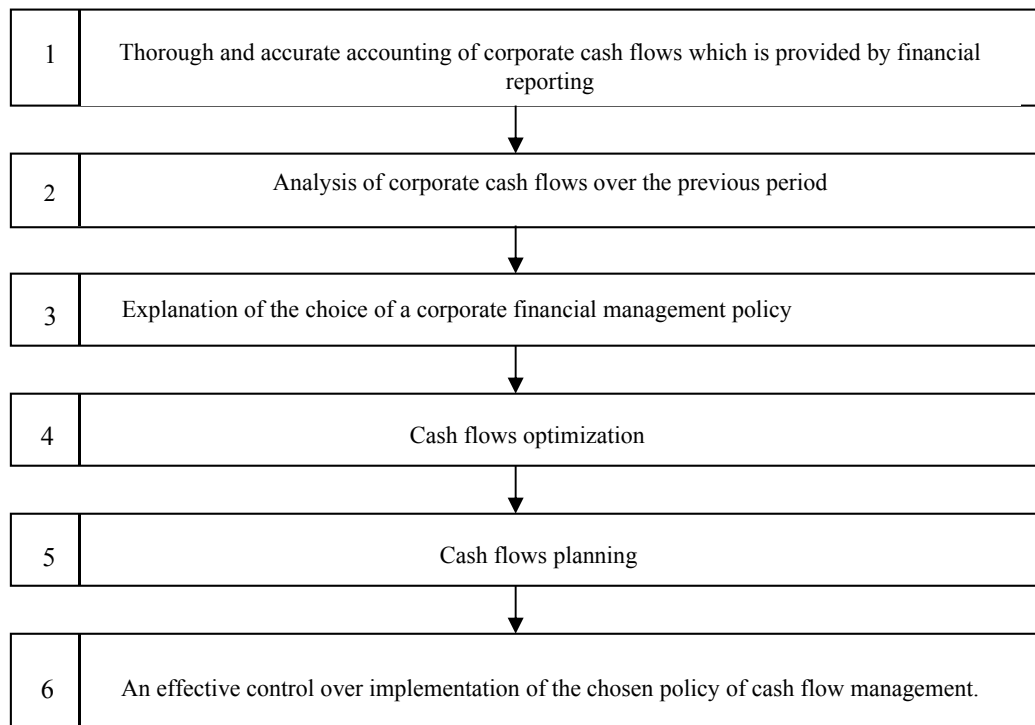 1
Thorough and accurate accounting of corporate cash flows which is provided by financial
reporting
2
Analysis of corporate cash flows over the previous period
3
Explanation of the choice of a corporate financial management policy
4
Cash flows optimization
5
Cash flows planning
6
An effective control over implementation of the chosen policy of cash flow management.